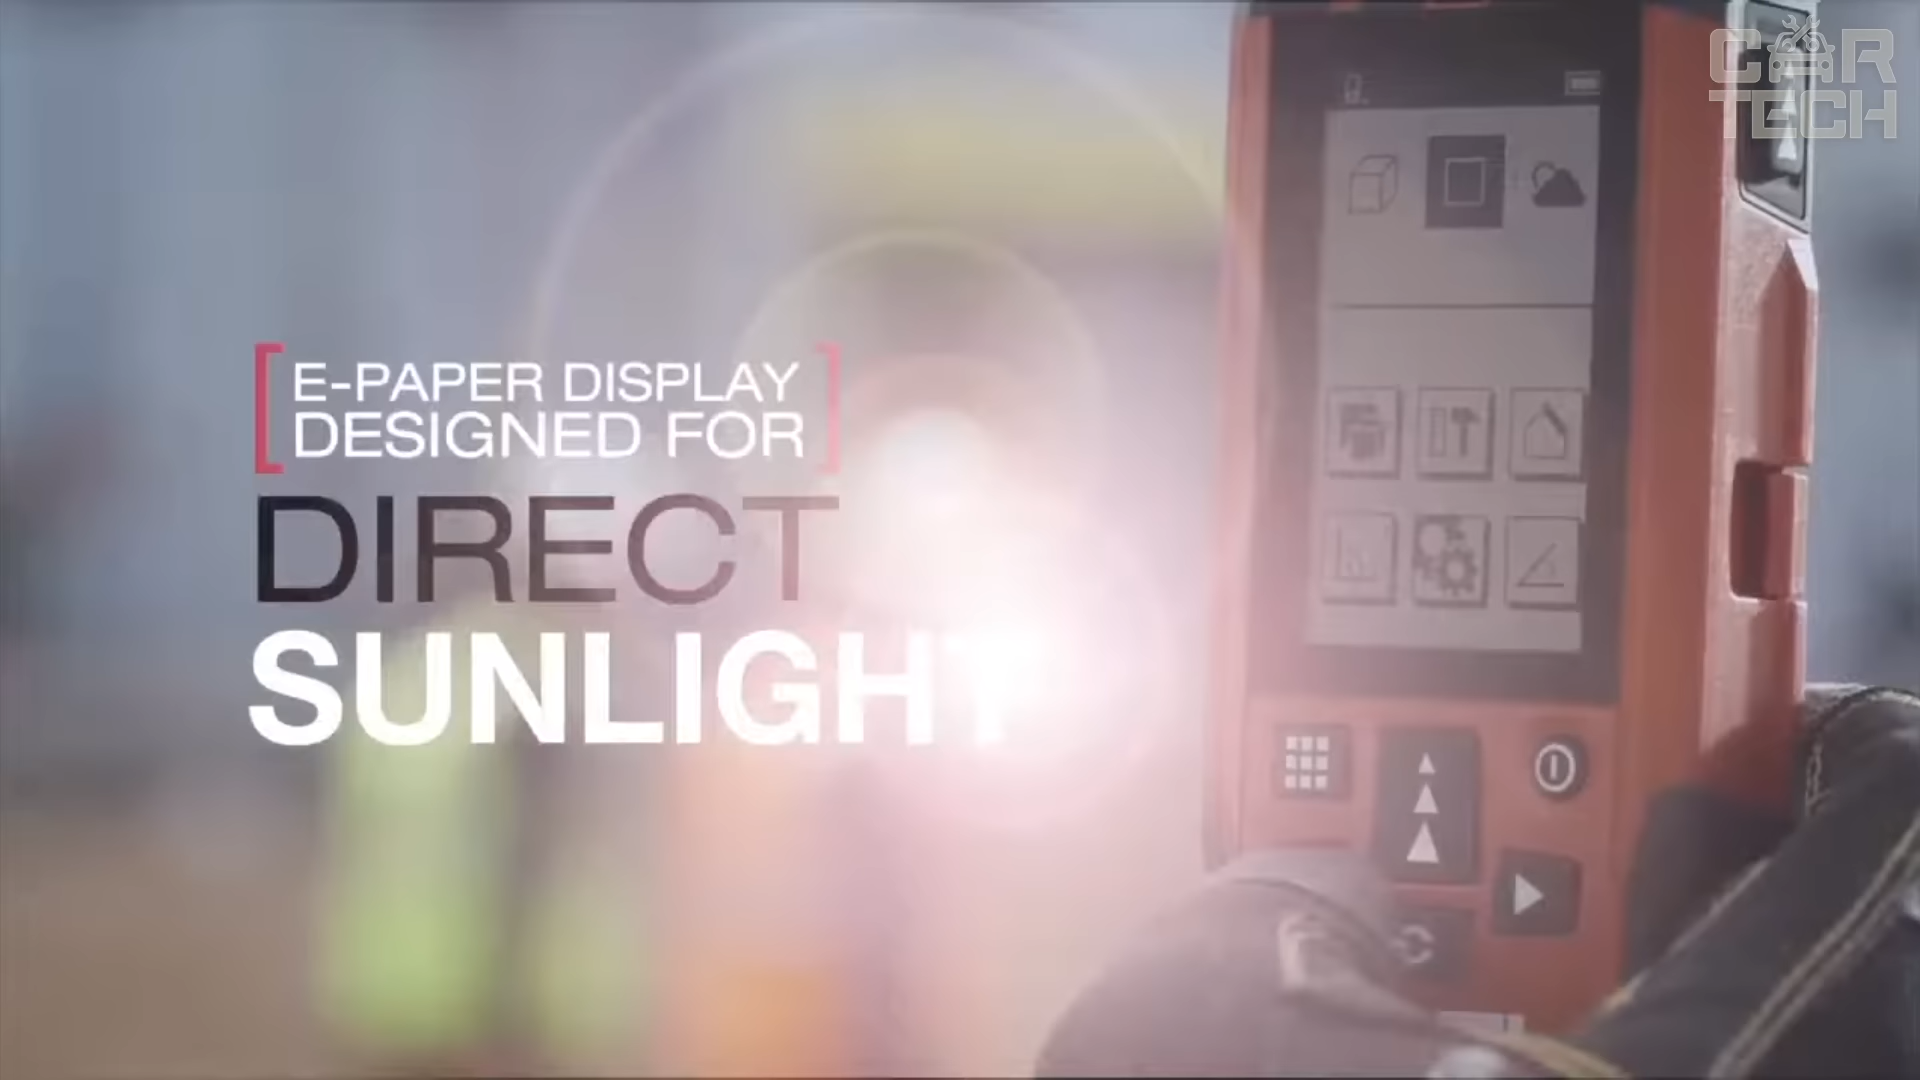 CAR
TECH
E-PAPER DISPLAY
DESIGNED FOR
DIRECT
SUNLIGHT